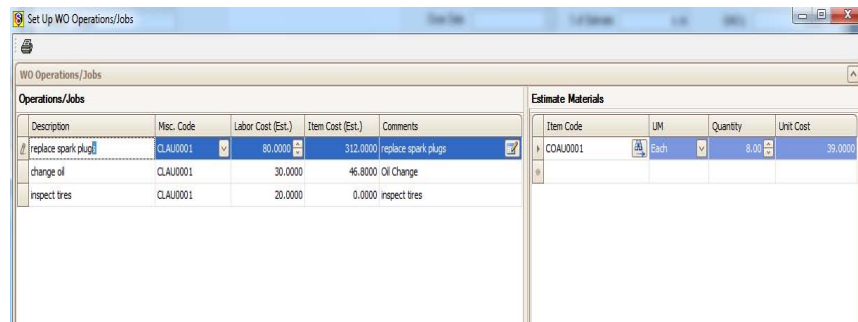 Set Up WO Operations/Jobs
WO Operations/Jobs
Operations/Jobs
Estimate Materials
Description Misc. Code Labor Cost (Est.) Item Cost (Est.) Comments
Item Code UM Quantity Unit Cost
replace spark plugs CLAU0001 80.0000 312.0000 replace spark plugs
COAU0001 Each 8.00 39.0000
change oil CLAU0001 30.0000 46.8000 Oil Change
inspect tires CLAU0001 20.0000 0.0000 inspect tires